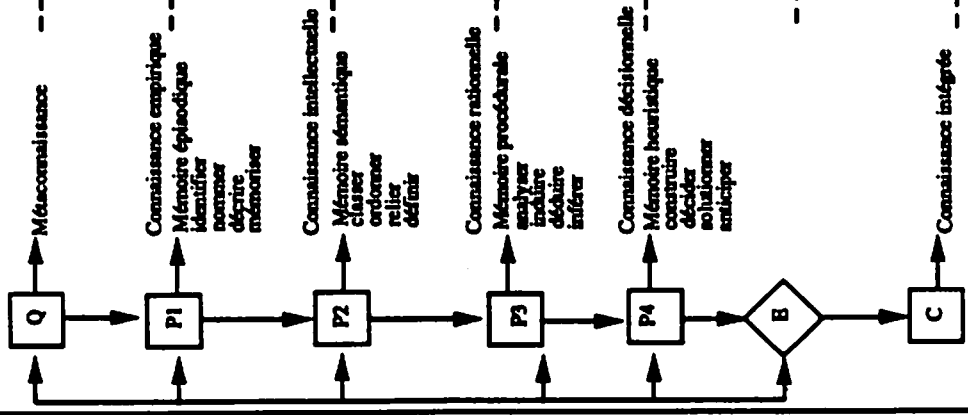 Q
Métaconnaissance
P1
Connaissance empirique
Mémoire épisodique
identifier
nommer
décrire
mémoriser
P2
Connaissance intellectuelle
Mémoire sémantique
classer
ordonner
relier
définir
P3
Connaissance rationnelle
Mémoire procédurale
analyser
induire
déduire
inférer
P4
Connaissance décisionnelle
Mémoire heuristique
construire
décider
solutionner
anticiper
E
C
Connaissance intégrée